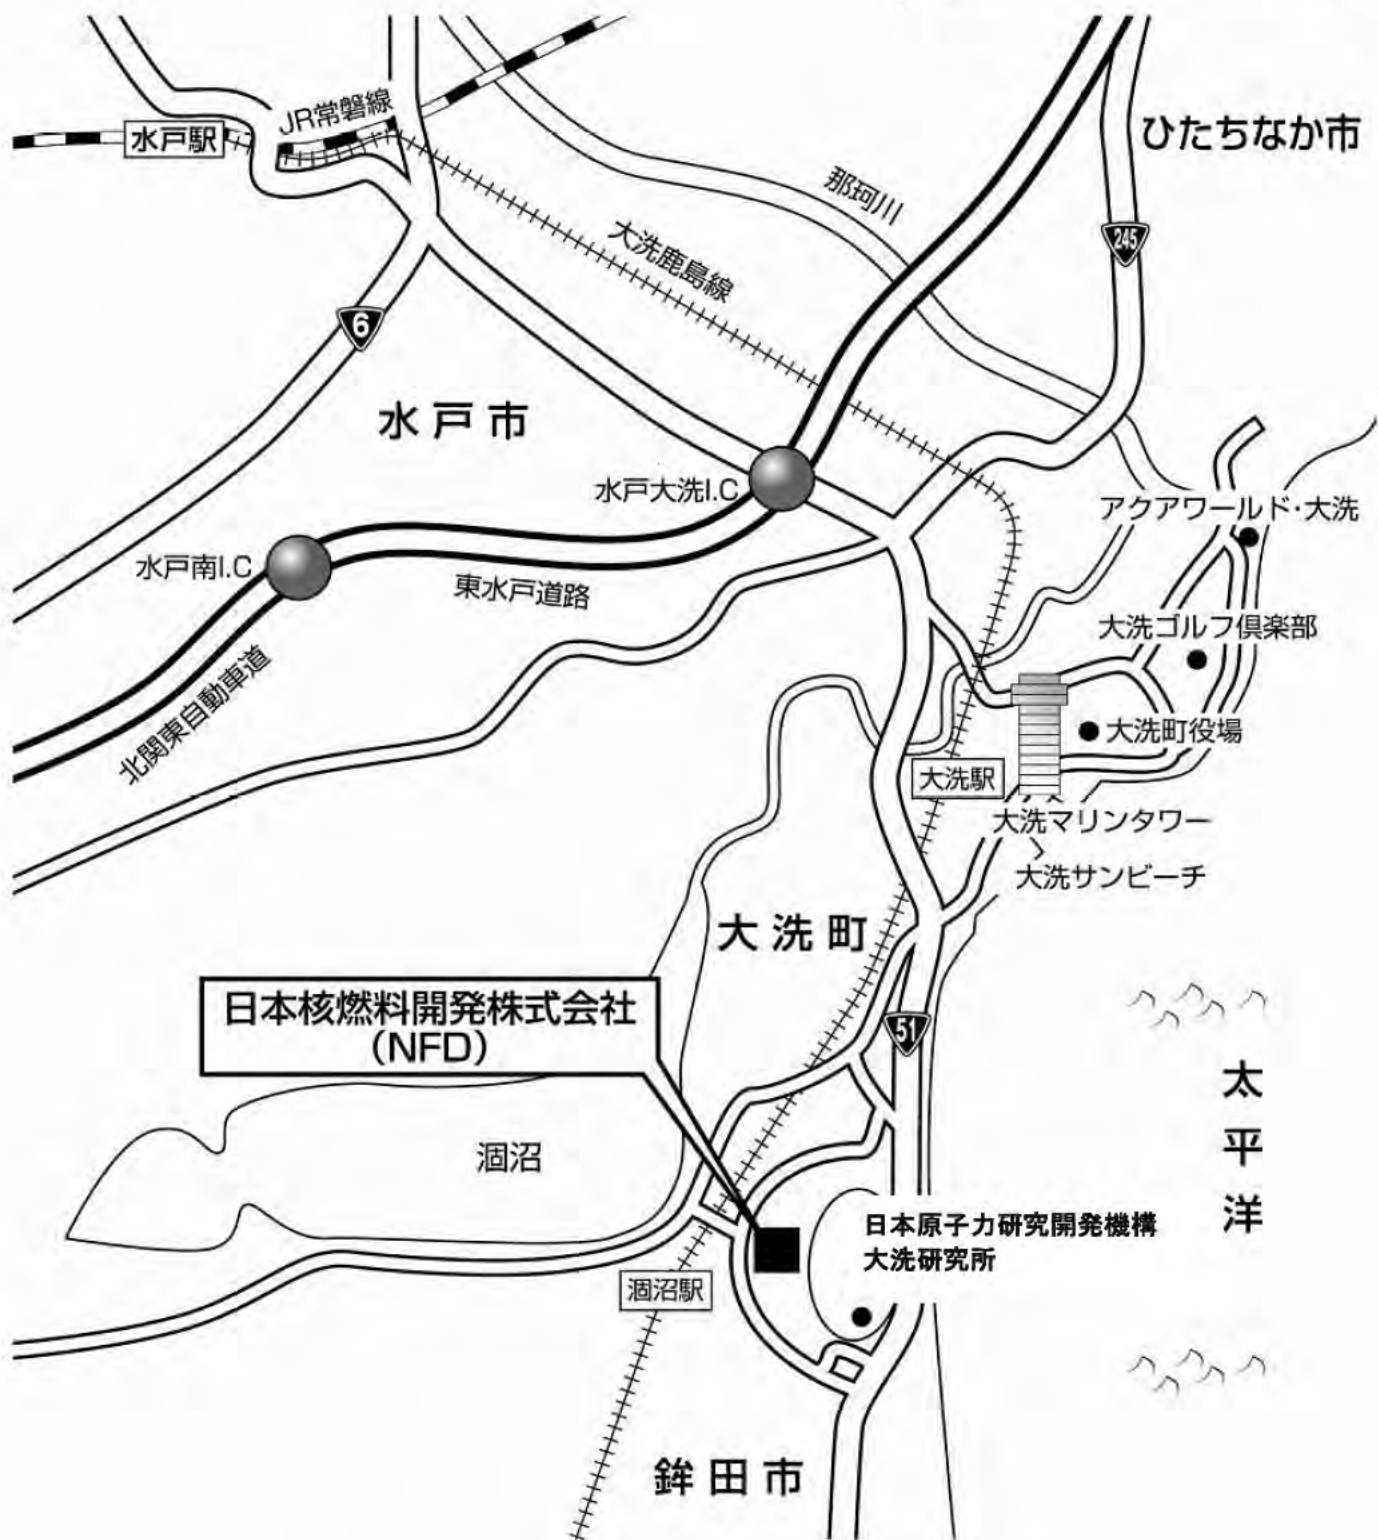 JR常磐線
水戸駅
ひたちなか市
那珂川
大洗鹿島線
245
6
水戸市
水戸大洗I.C
アクアワールド・大洗
水戸南I.C
東水戸道路
大洗ゴルフ倶楽部
北関東自動車道
大洗町役場
大洗駅
大洗マリンタワー
大洗サンビーチ
大洗町
日本核燃料開発株式会社
(NFD)
51
太平洋
涸沼
日本原子力研究開発機構
大洗研究所
涸沼駅
鉾田市